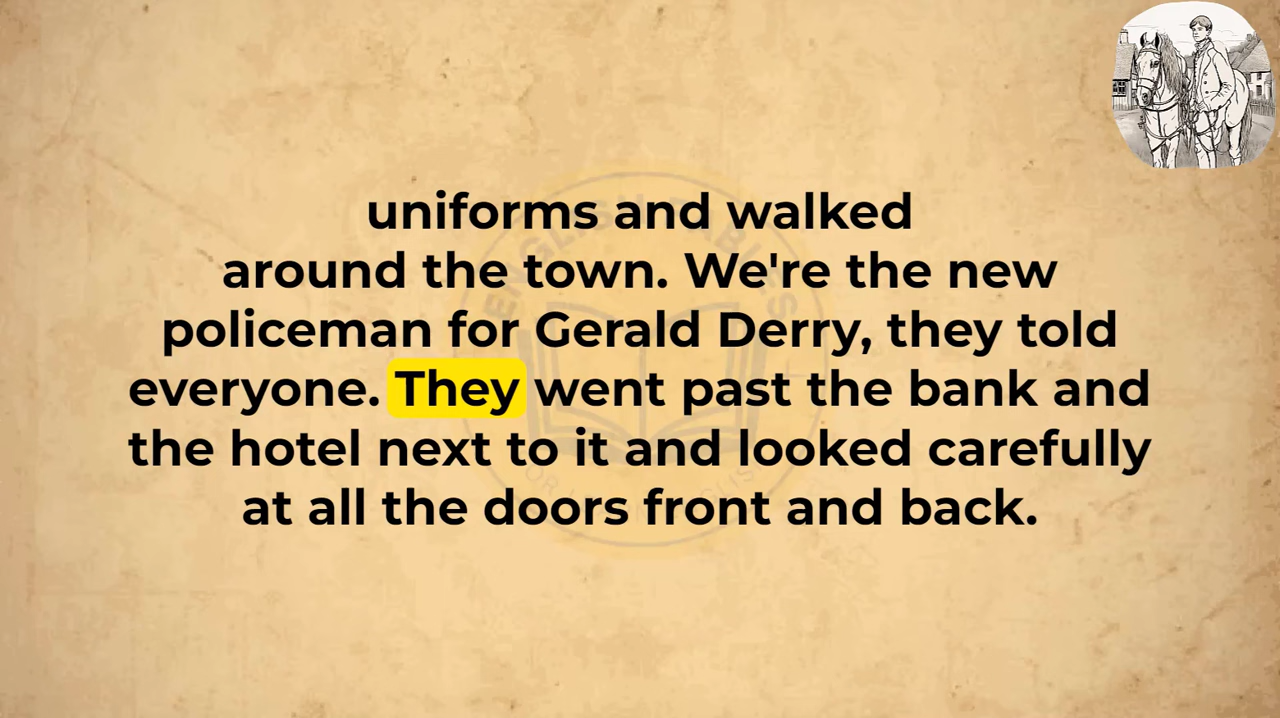 uniforms and walked
around the town. We're the new
policeman for Gerald Derry, they told
everyone. They went past the bank and
the hotel next to it and looked carefully
at all the doors front and back.